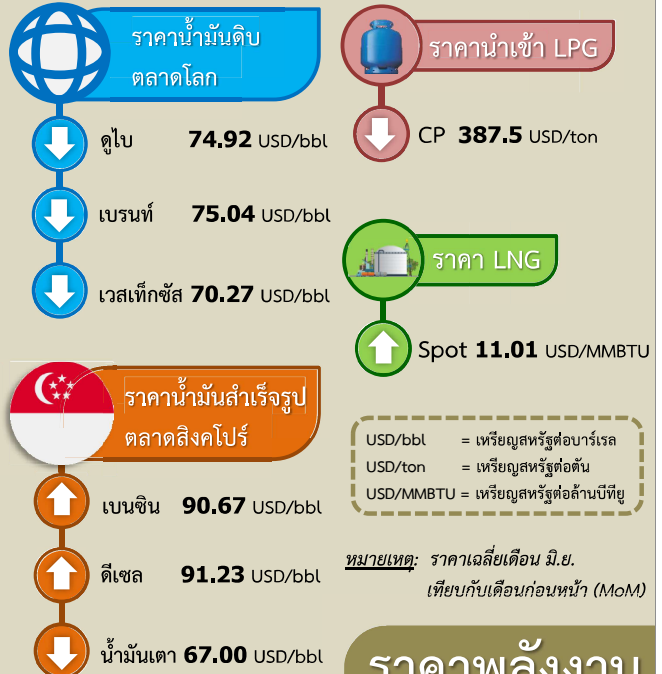 ราคาน้ำมันดิบ
ตลาดโลก
ดูไบ 74.92 USD/bbl
เบรนท์ 75.04 USD/bbl
เวสเท็กซัส 70.27 USD/bbl
ราคาน้ำมันสำเร็จรูป
ตลาดสิงคโปร์
เบนซิน 90.67 USD/bbl
ดีเซล 91.23 USD/bbl
น้ำมันเตา 67.00 USD/bbl
ราคานำเข้า LPG
CP 387.5 USD/ton
ราคา LNG
Spot 11.01 USD/MMBTU
USD/bbl = เหรียญสหรัฐต่อบาร์เรล
USD/ton = เหรียญสหรัฐต่อตัน
USD/MMBTU = เหรียญสหรัฐต่อล้านบีทียู
หมายเหตุ: ราคาเฉลี่ยเดือน มิ.ย.
เทียบกับเดือนก่อนหน้า (MoM)
ราคาพลังงาน